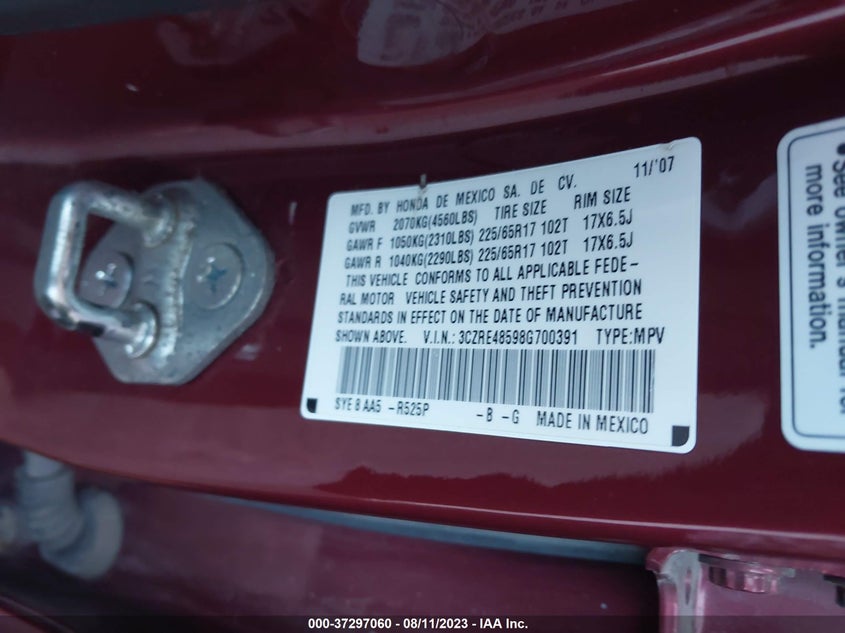 MFD. BY HONDA DE MEXICO SA. DE CV. 11/'07
GVWR 2070KG(4560LBS) TIRE SIZE RIM SIZE
GAWR F 1050KG(2310LBS) 225/65R17 102T 17X6.5J
GAWR R 1040KG(2290LBS) 225/65R17 102T 17X6.5J
THIS VEHICLE CONFORMS TO ALL APPLICABLE FEDE-
RAL MOTOR VEHICLE SAFETY AND THEFT PREVENTION
STANDARDS IN EFFECT ON THE DATE OF MANUFACTURE
SHOWN ABOVE. V.I.N.: 3CZRE48598G700391 TYPE:MPV
SYE 8 AA5 -R525P -B -G MADE IN MEXICO
See owner's manual for
more information.
000-37297060 - 08/11/2023 - IAA Inc.